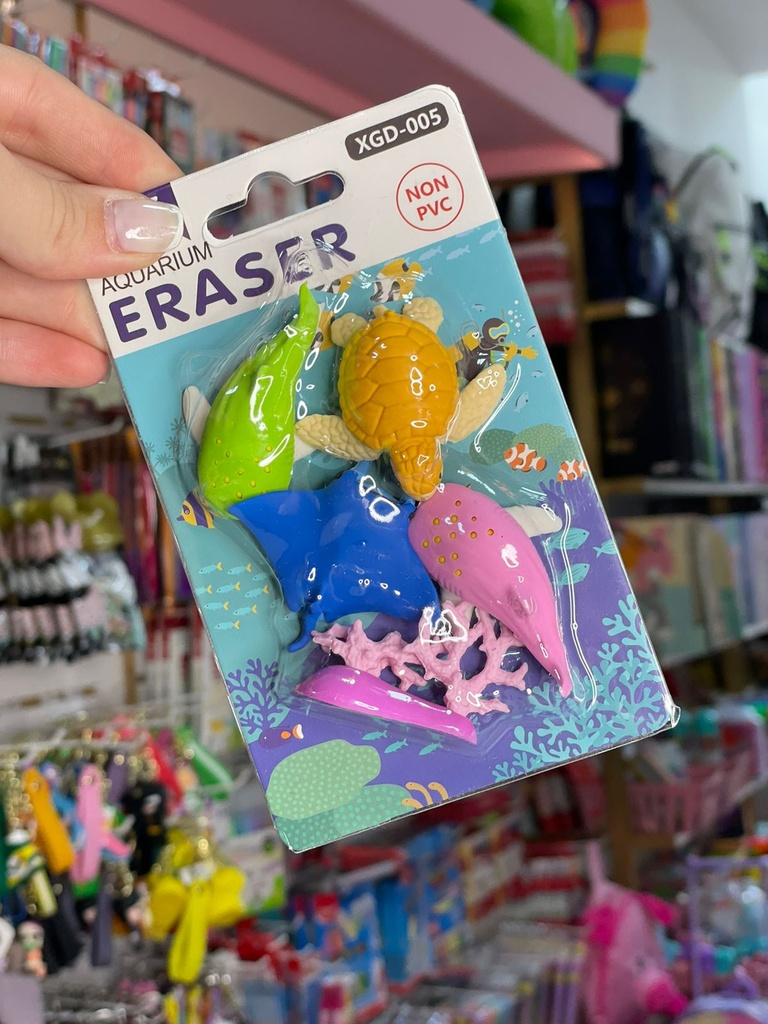 XGD-005
NON
PVC
AQUARIUM
ERASER